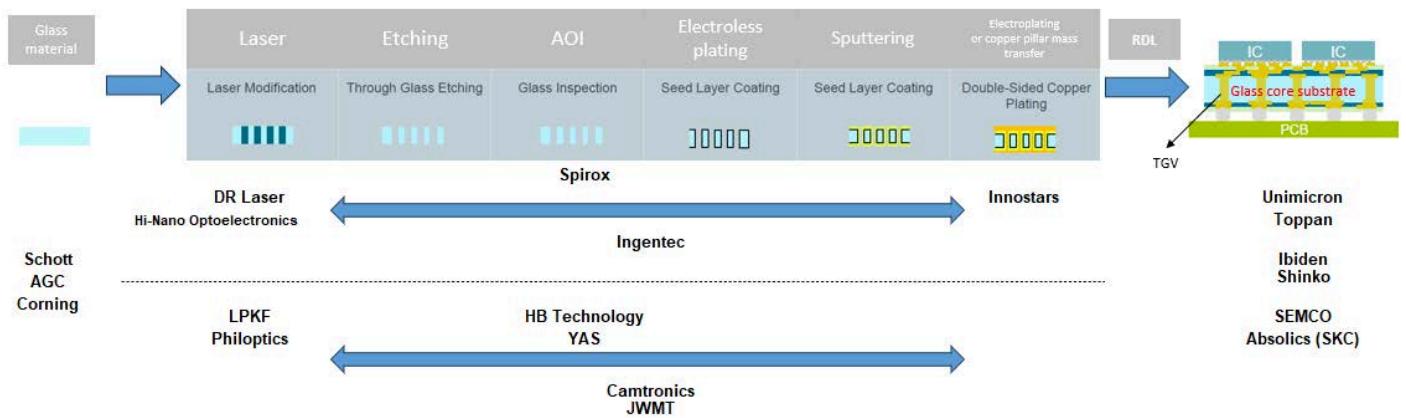 Glass
material
Laser
Etching
AOI
Electroless
plating
Sputtering
Electroplating
or copper pillar mass
transfer
RDL
Laser Modification
Through Glass Etching
Glass Inspection
Seed Layer Coating
Seed Layer Coating
Double-Sided Copper
Plating
IC
IC
Glass core substrate
PCB
TGV
Spirox
DR Laser
Hi-Nano Optoelectronics
Innostars
Ingentec
Schott
AGC
Corning
Unimicron
Toppan
Ibiden
Shinko
LPKF
Philoptics
HB Technology
YAS
SEMCO
Absolics (SKC)
Camtronics
JWMT